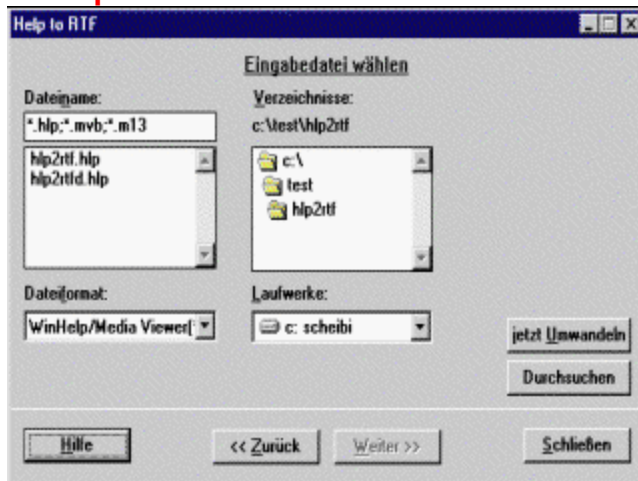 Help to RTF
Eingabedatei wählen
Dateiname:
*.hlp;*.mvb;*.m13
hlp2rtf.hlp
hlp2rtfd.hlp
Verzeichnisse:
c:\test\hlp2rtf
c:\
test
hlp2rtf
Dateiformat:
WinHelp/Media Viewer(
Laufwerke:
c: scheibi
jetzt Umwandeln
Durchsuchen
Hilfe
<< Zurück
Weiter >>
Schließen